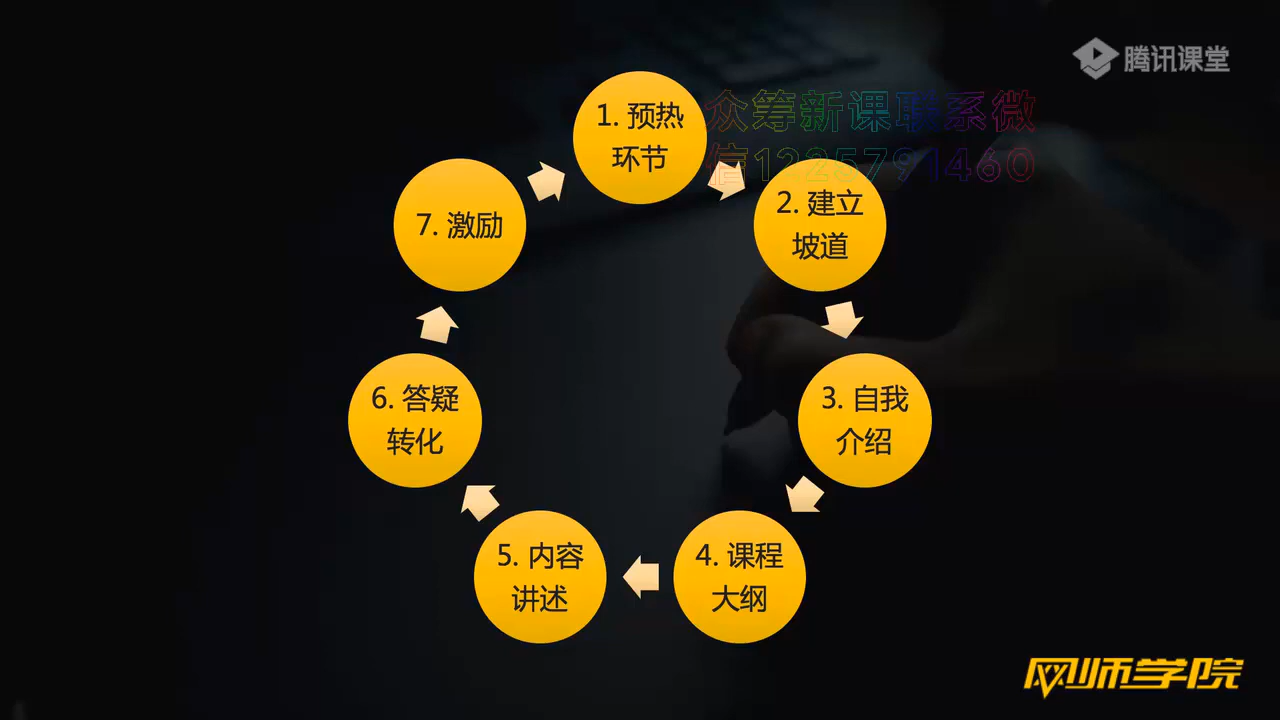 腾讯课堂
众筹新课联系微
信1225791460
1. 预热
环节
2. 建立
坡道
3. 自我
介绍
4. 课程
大纲
5. 内容
讲述
6. 答疑
转化
7. 激励
网师学院